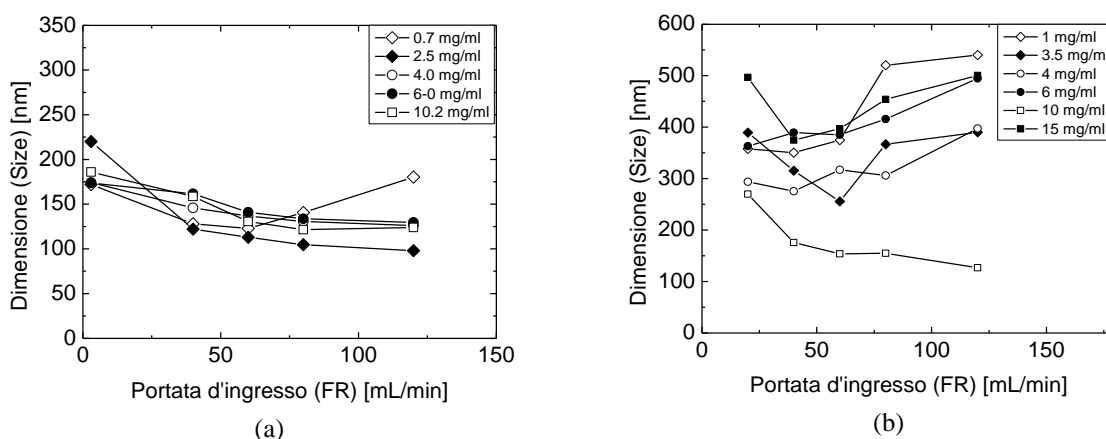 350
300
250
200
150
100
50
0
Dimensione (Size) [nm]
0.7 mg/ml
2.5 mg/ml
4.0 mg/ml
6-0 mg/ml
10.2 mg/ml
0 50 100 150
Portata d'ingresso (FR) [mL/min]
(a)
600
500
400
300
200
100
0
Dimensione (Size) [nm]
1 mg/ml
3.5 mg/m
4 mg/ml
6 mg/ml
10 mg/ml
15 mg/ml
0 50 100 150
Portata d'ingresso (FR) [mL/min]
(b)